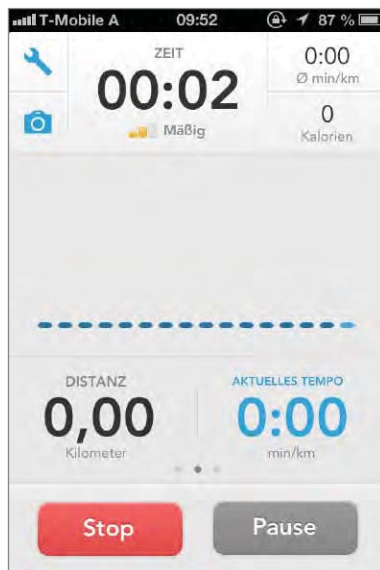 T-Mobile A 09:52 87 %
ZEIT
00:02
Mäßig
0:00
Ø min/km
0
Kalorien
DISTANZ
0,00
Kilometer
AKTUELLES TEMPO
0:00
min/km
Stop
Pause